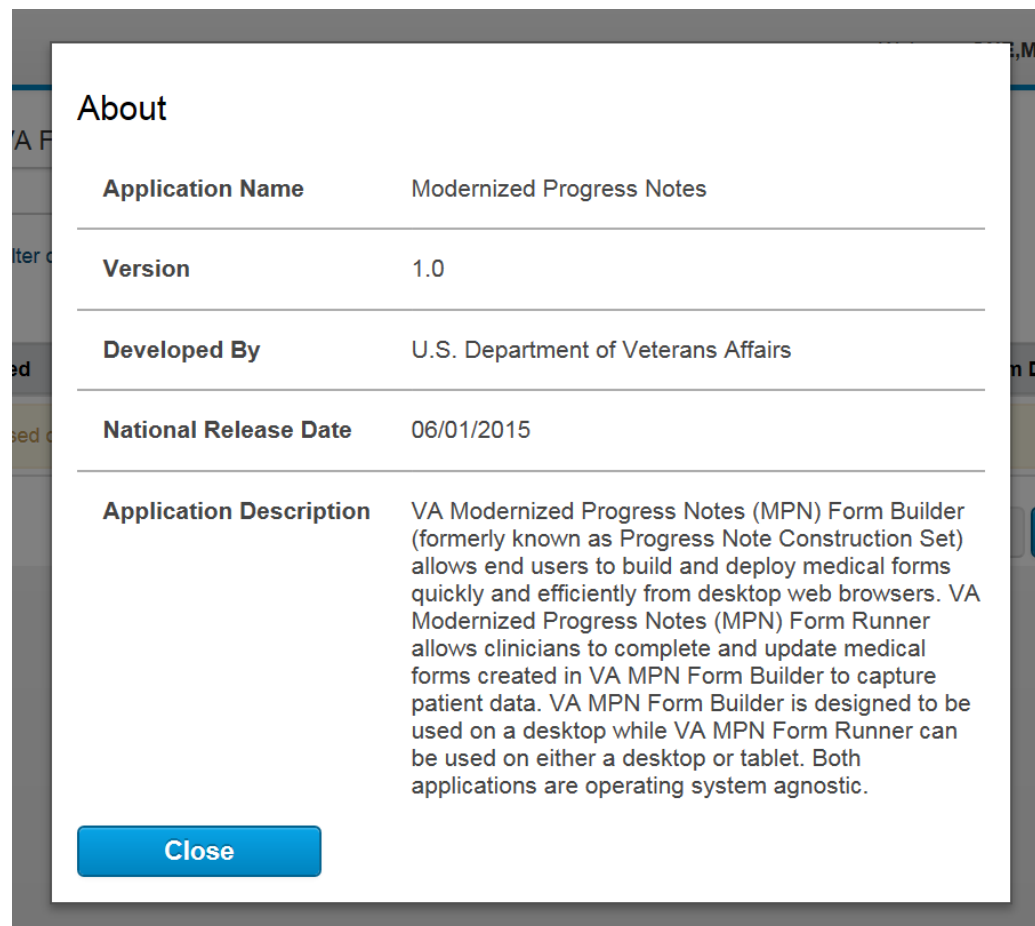 About
Application Name Modernized Progress Notes
Version 1.0
Developed By U.S. Department of Veterans Affairs
National Release Date 06/01/2015
Application Description VA Modernized Progress Notes (MPN) Form Builder
(formerly known as Progress Note Construction Set)
allows end users to build and deploy medical forms
quickly and efficiently from desktop web browsers. VA
Modernized Progress Notes (MPN) Form Runner
allows clinicians to complete and update medical
forms created in VA MPN Form Builder to capture
patient data. VA MPN Form Builder is designed to be
used on a desktop while VA MPN Form Runner can
be used on either a desktop or tablet. Both
applications are operating system agnostic.
Close